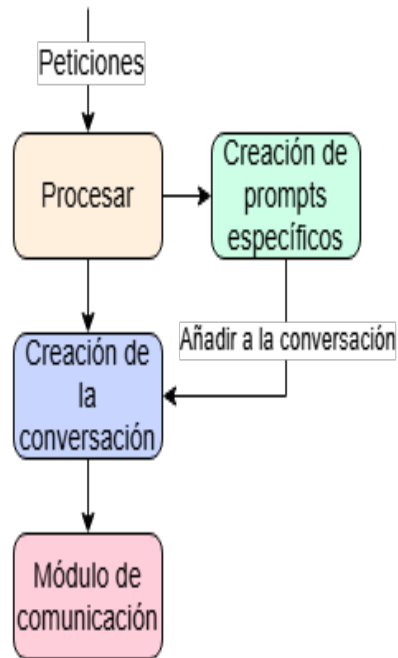 Peticiones
Procesar
Creación de
prompts
específicos
Añadir a la conversación
Creación de
la
conversación
Módulo de
comunicación